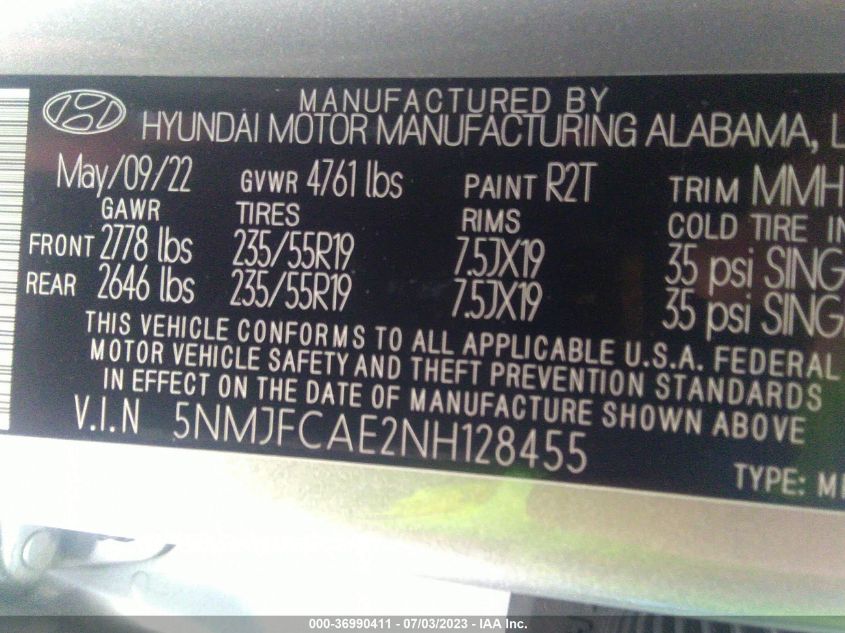 MANUFACTURED BY
HYUNDAI MOTOR MANUFACTURING ALABAMA, L
May/09/22 GVWR 4761 lbs PAINT R2T TRIM MMH
GAWR TIRES RIMS COLD TIRE IN
FRONT 2778 lbs 235/55R19 7.5JX19 35 psi SING
REAR 2646 lbs 235/55R19 7.5JX19 35 psi SING
THIS VEHICLE CONFORMS TO ALL APPLICABLE U.S.A. FEDERAL
MOTOR VEHICLE SAFETY AND THEFT PREVENTION STANDARDS
IN EFFECT ON THE DATE OF MANUFACTURE SHOWN ABOVE
V.I.N 5NMJFCAE2NH128455
TYPE: M
000-36990411 - 07/03/2023 - IAA Inc.